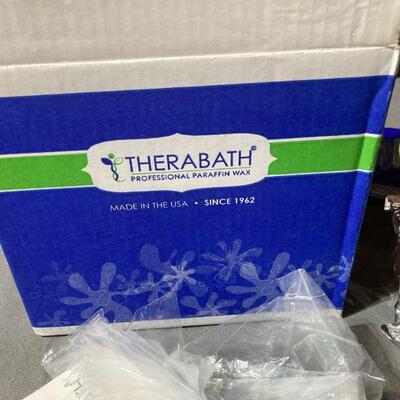 THERABATH®
PROFESSIONAL PARAFFIN WAX
MADE IN THE USA • SINCE 1962